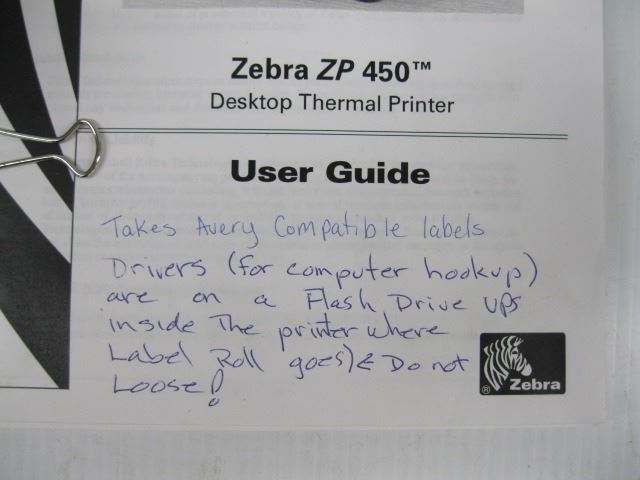 Zebra ZP 450™
Desktop Thermal Printer
User Guide
Takes Avery Compatible labels
Drivers (for computer hookup)
are on a Flash Drive UPS
inside The printer where
Label Roll goes) & Do not
Loose!
® Zebra